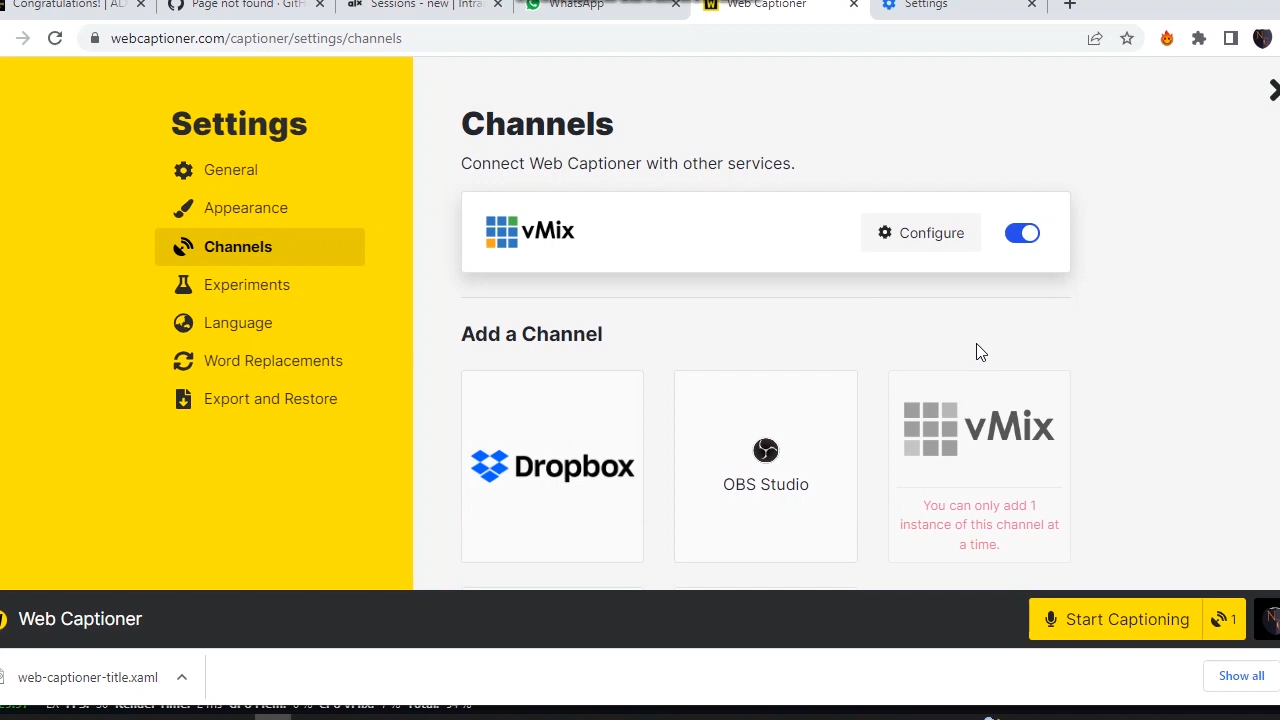 Congratulations! | AD
Page not found · GitH
Sessions - new | Intra
WhatsApp
Web Captioner
Settings
webcaptioner.com/captioner/settings/channels
Settings
General
Appearance
Channels
Experiments
Language
Word Replacements
Export and Restore
Channels
Connect Web Captioner with other services.
vMix
Configure
Add a Channel
Dropbox
OBS Studio
vMix
You can only add 1
instance of this channel at
a time.
Web Captioner
Start Captioning
1
web-captioner-title.xaml
Show all